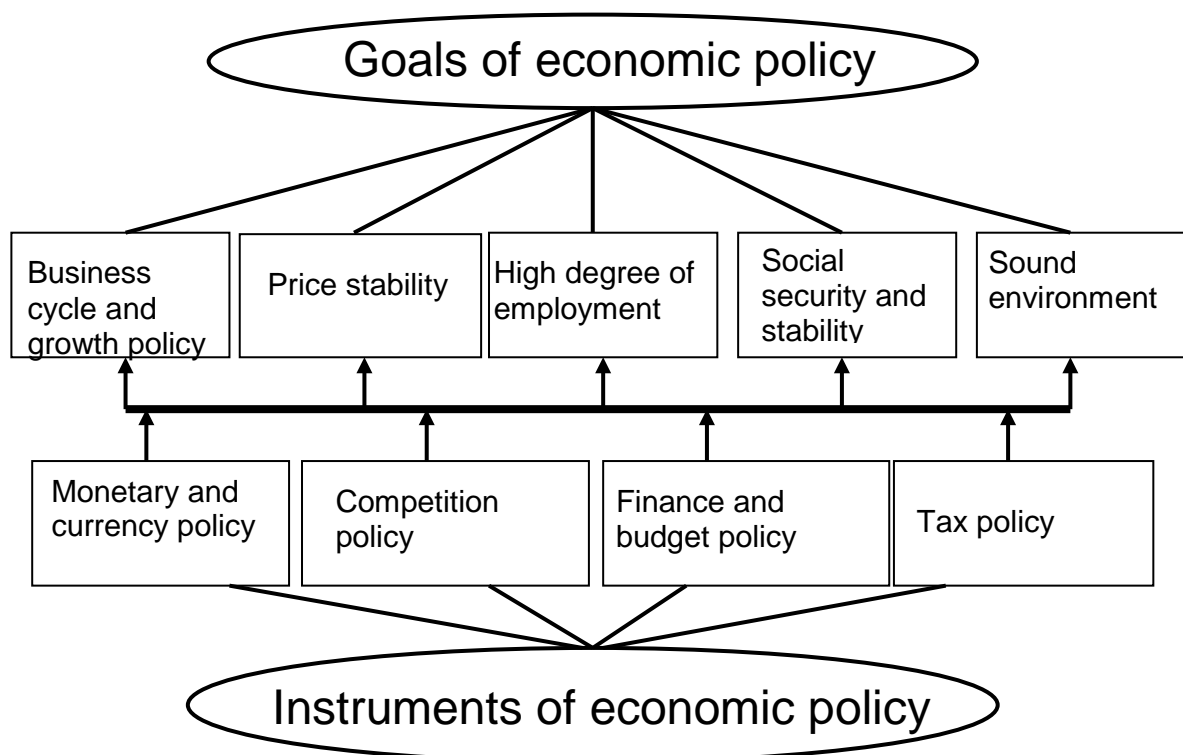 Goals of economic policy
Business
cycle and
growth policy
Price stability
High degree of
employment
Social
security and
stability
Sound
environment
Monetary and
currency policy
Competition
policy
Finance and
budget policy
Tax policy
Instruments of economic policy